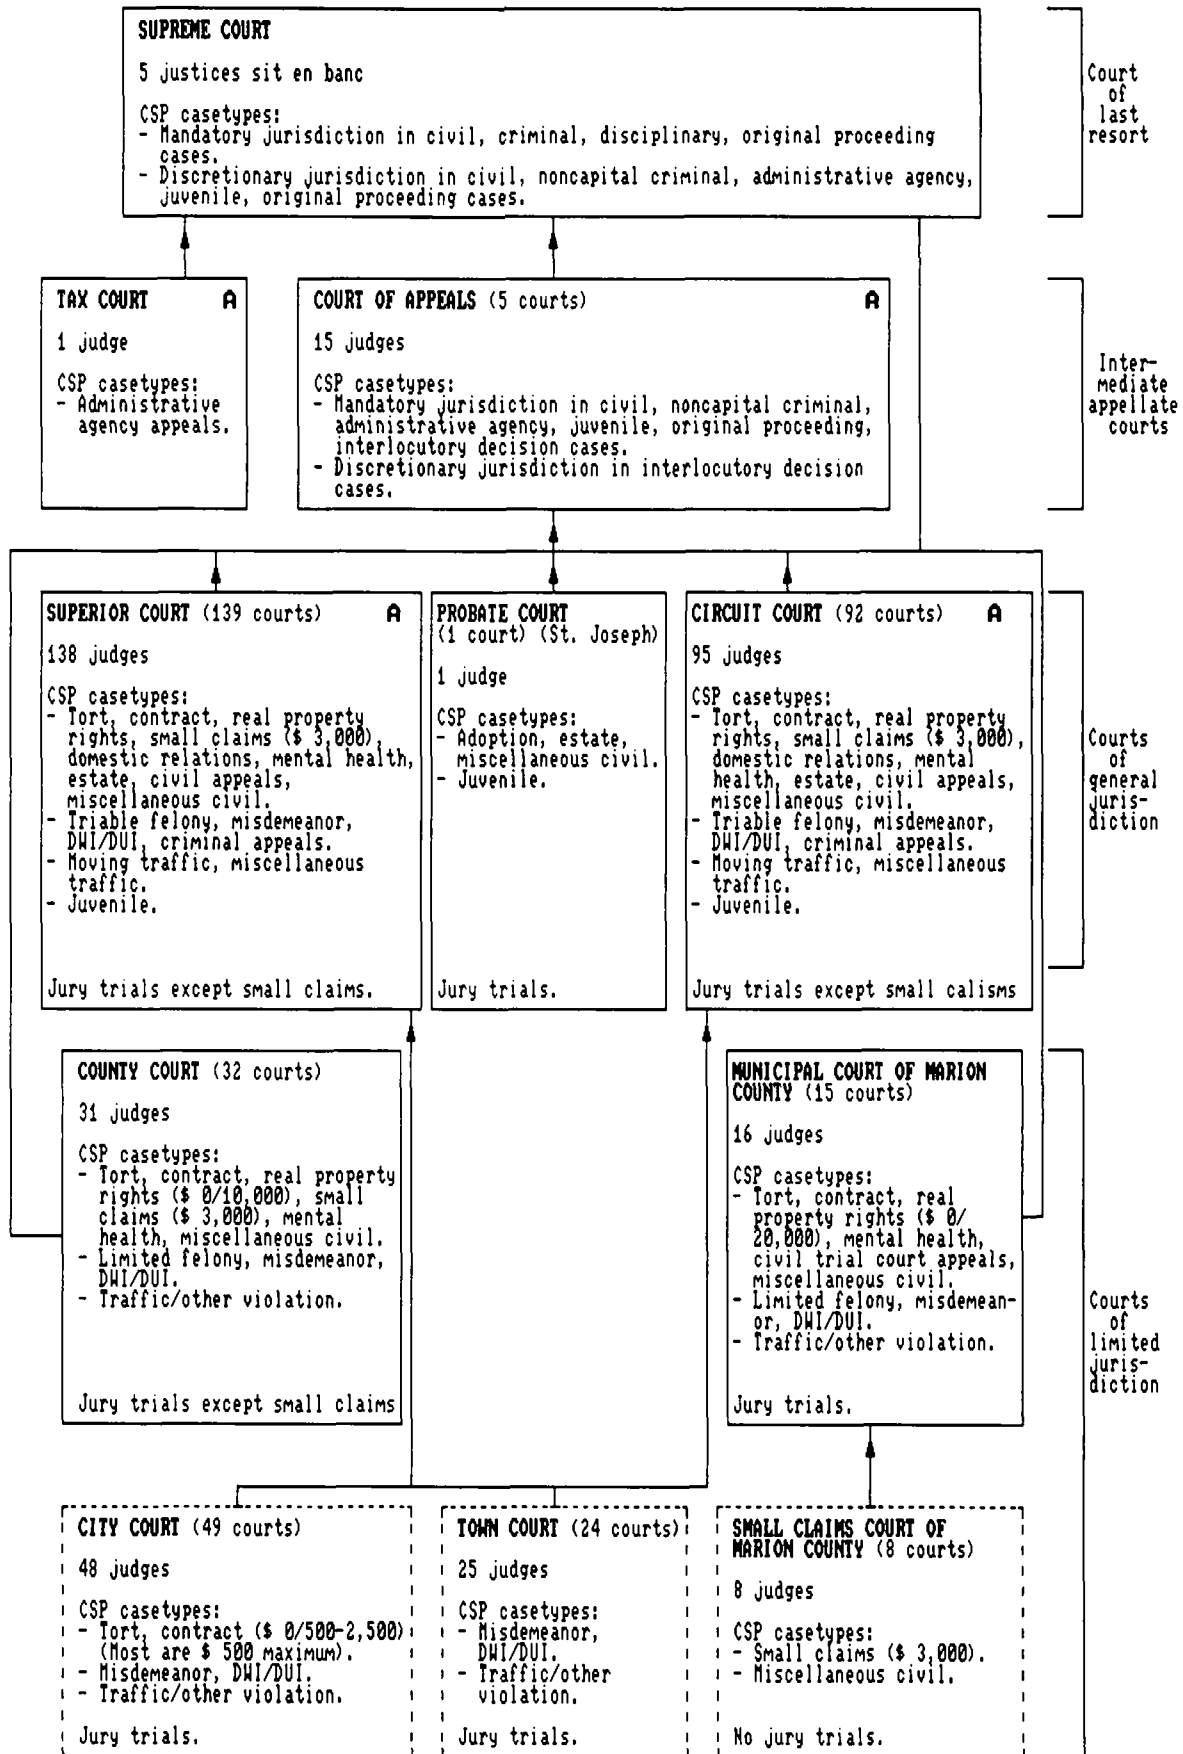 SUPREME COURT
5 justices sit en banc
CSP casetypes:
- Mandatory jurisdiction in civil, criminal, disciplinary, original proceeding
cases.
- Discretionary jurisdiction in civil, noncapital criminal, administrative agency,
juvenile, original proceeding cases.
Court
of
last
resort
TAX COURT A
1 judge
CSP casetypes:
- Administrative
agency appeals.
COURT OF APPEALS (5 courts) A
15 judges
CSP casetypes:
- Mandatory jurisdiction in civil, noncapital criminal,
administrative agency, juvenile, original proceeding,
interlocutory decision cases.
- Discretionary jurisdiction in interlocutory decision
cases.
Inter-
mediate
appellate
courts
SUPERIOR COURT (139 courts) A
138 judges
CSP casetypes:
- Tort, contract, real property
rights, small claims ($ 3,000),
domestic relations, mental health,
estate, civil appeals,
miscellaneous civil.
- Triable felony, misdemeanor,
DWI/DUI, criminal appeals.
- Moving traffic, miscellaneous
traffic.
- Juvenile.
Jury trials except small claims.
PROBATE COURT
(1 court) (St. Joseph)
1 judge
CSP casetypes:
- Adoption, estate,
miscellaneous civil.
- Juvenile.
Jury trials.
CIRCUIT COURT (92 courts) A
95 judges
CSP casetypes:
- Tort, contract, real property
rights, small claims ($ 3,000),
domestic relations, mental
health, estate, civil appeals,
miscellaneous civil.
- Triable felony, misdemeanor,
DWI/DUI, criminal appeals.
- Moving traffic, miscellaneous
traffic.
- Juvenile.
Jury trials except small calisms
Courts
of
general
juris-
diction
COUNTY COURT (32 courts)
31 judges
CSP casetypes:
- Tort, contract, real property
rights ($ 0/10,000), small
claims ($ 3,000), mental
health, miscellaneous civil.
- Limited felony, misdemeanor,
DWI/DUI.
- Traffic/other violation.
Jury trials except small claims
MUNICIPAL COURT OF MARION
COUNTY (15 courts)
16 judges
CSP casetypes:
- Tort, contract, real
property rights ($ 0/
20,000), mental health,
civil trial court appeals,
miscellaneous civil.
- Limited felony, misdemean-
or, DWI/DUI.
- Traffic/other violation.
Jury trials.
Courts
of
limited
juris-
diction
CITY COURT (49 courts)
48 judges
CSP casetypes:
- Tort, contract ($ 0/500-2,500)
(Most are $ 500 maximum).
- Misdemeanor, DWI/DUI.
- Traffic/other violation.
Jury trials.
TOWN COURT (24 courts)
25 judges
CSP casetypes:
- Misdemeanor,
DWI/DUI.
- Traffic/other
violation.
Jury trials.
SMALL CLAIMS COURT OF
MARION COUNTY (8 courts)
8 judges
CSP casetypes:
- Small claims ($ 3,000).
- Miscellaneous civil.
No jury trials.